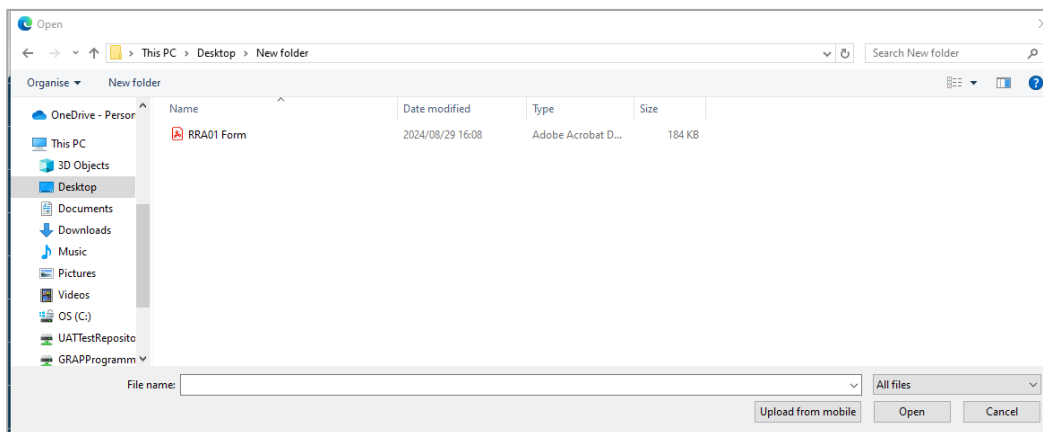 Open
This PC > Desktop > New folder
Search New folder
Organise
New folder
OneDrive - Person
This PC
3D Objects
Desktop
Documents
Downloads
Music
Pictures
Videos
OS (C:)
UATTestReposito
GRAPProgramm
Name Date modified Type Size
RRA01 Form 2024/08/29 16:08 Adobe Acrobat D... 184 KB
File name:
All files
Upload from mobile
Open
Cancel